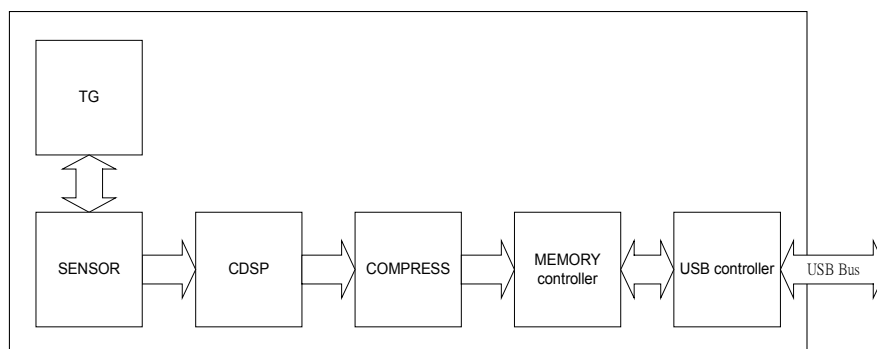 TG
SENSOR
CDSP
COMPRESS
MEMORY
controller
USB controller
USB Bus